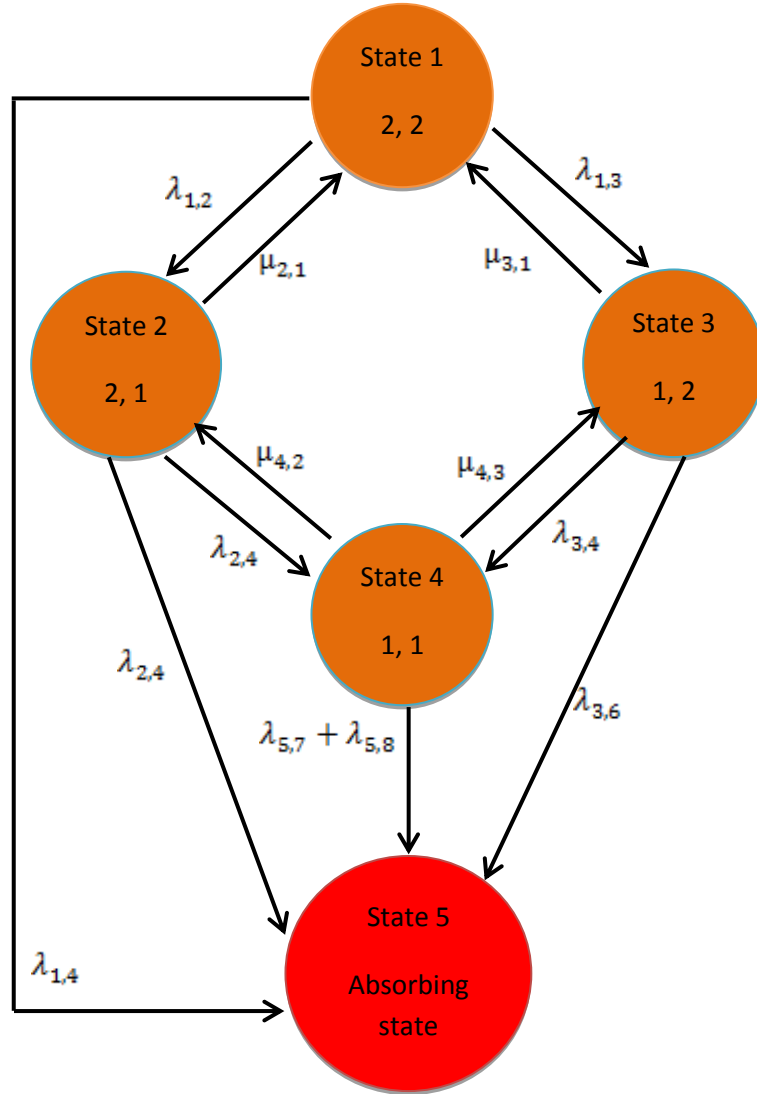 State 1
2, 2
λ1,2
λ1,3
μ2,1
μ3,1
State 2
2, 1
State 3
1, 2
μ4,2
μ4,3
λ2,4
λ3,4
State 4
1, 1
λ2,4
λ3,6
λ5,7 + λ5,8
State 5
Absorbing
state
λ1,4